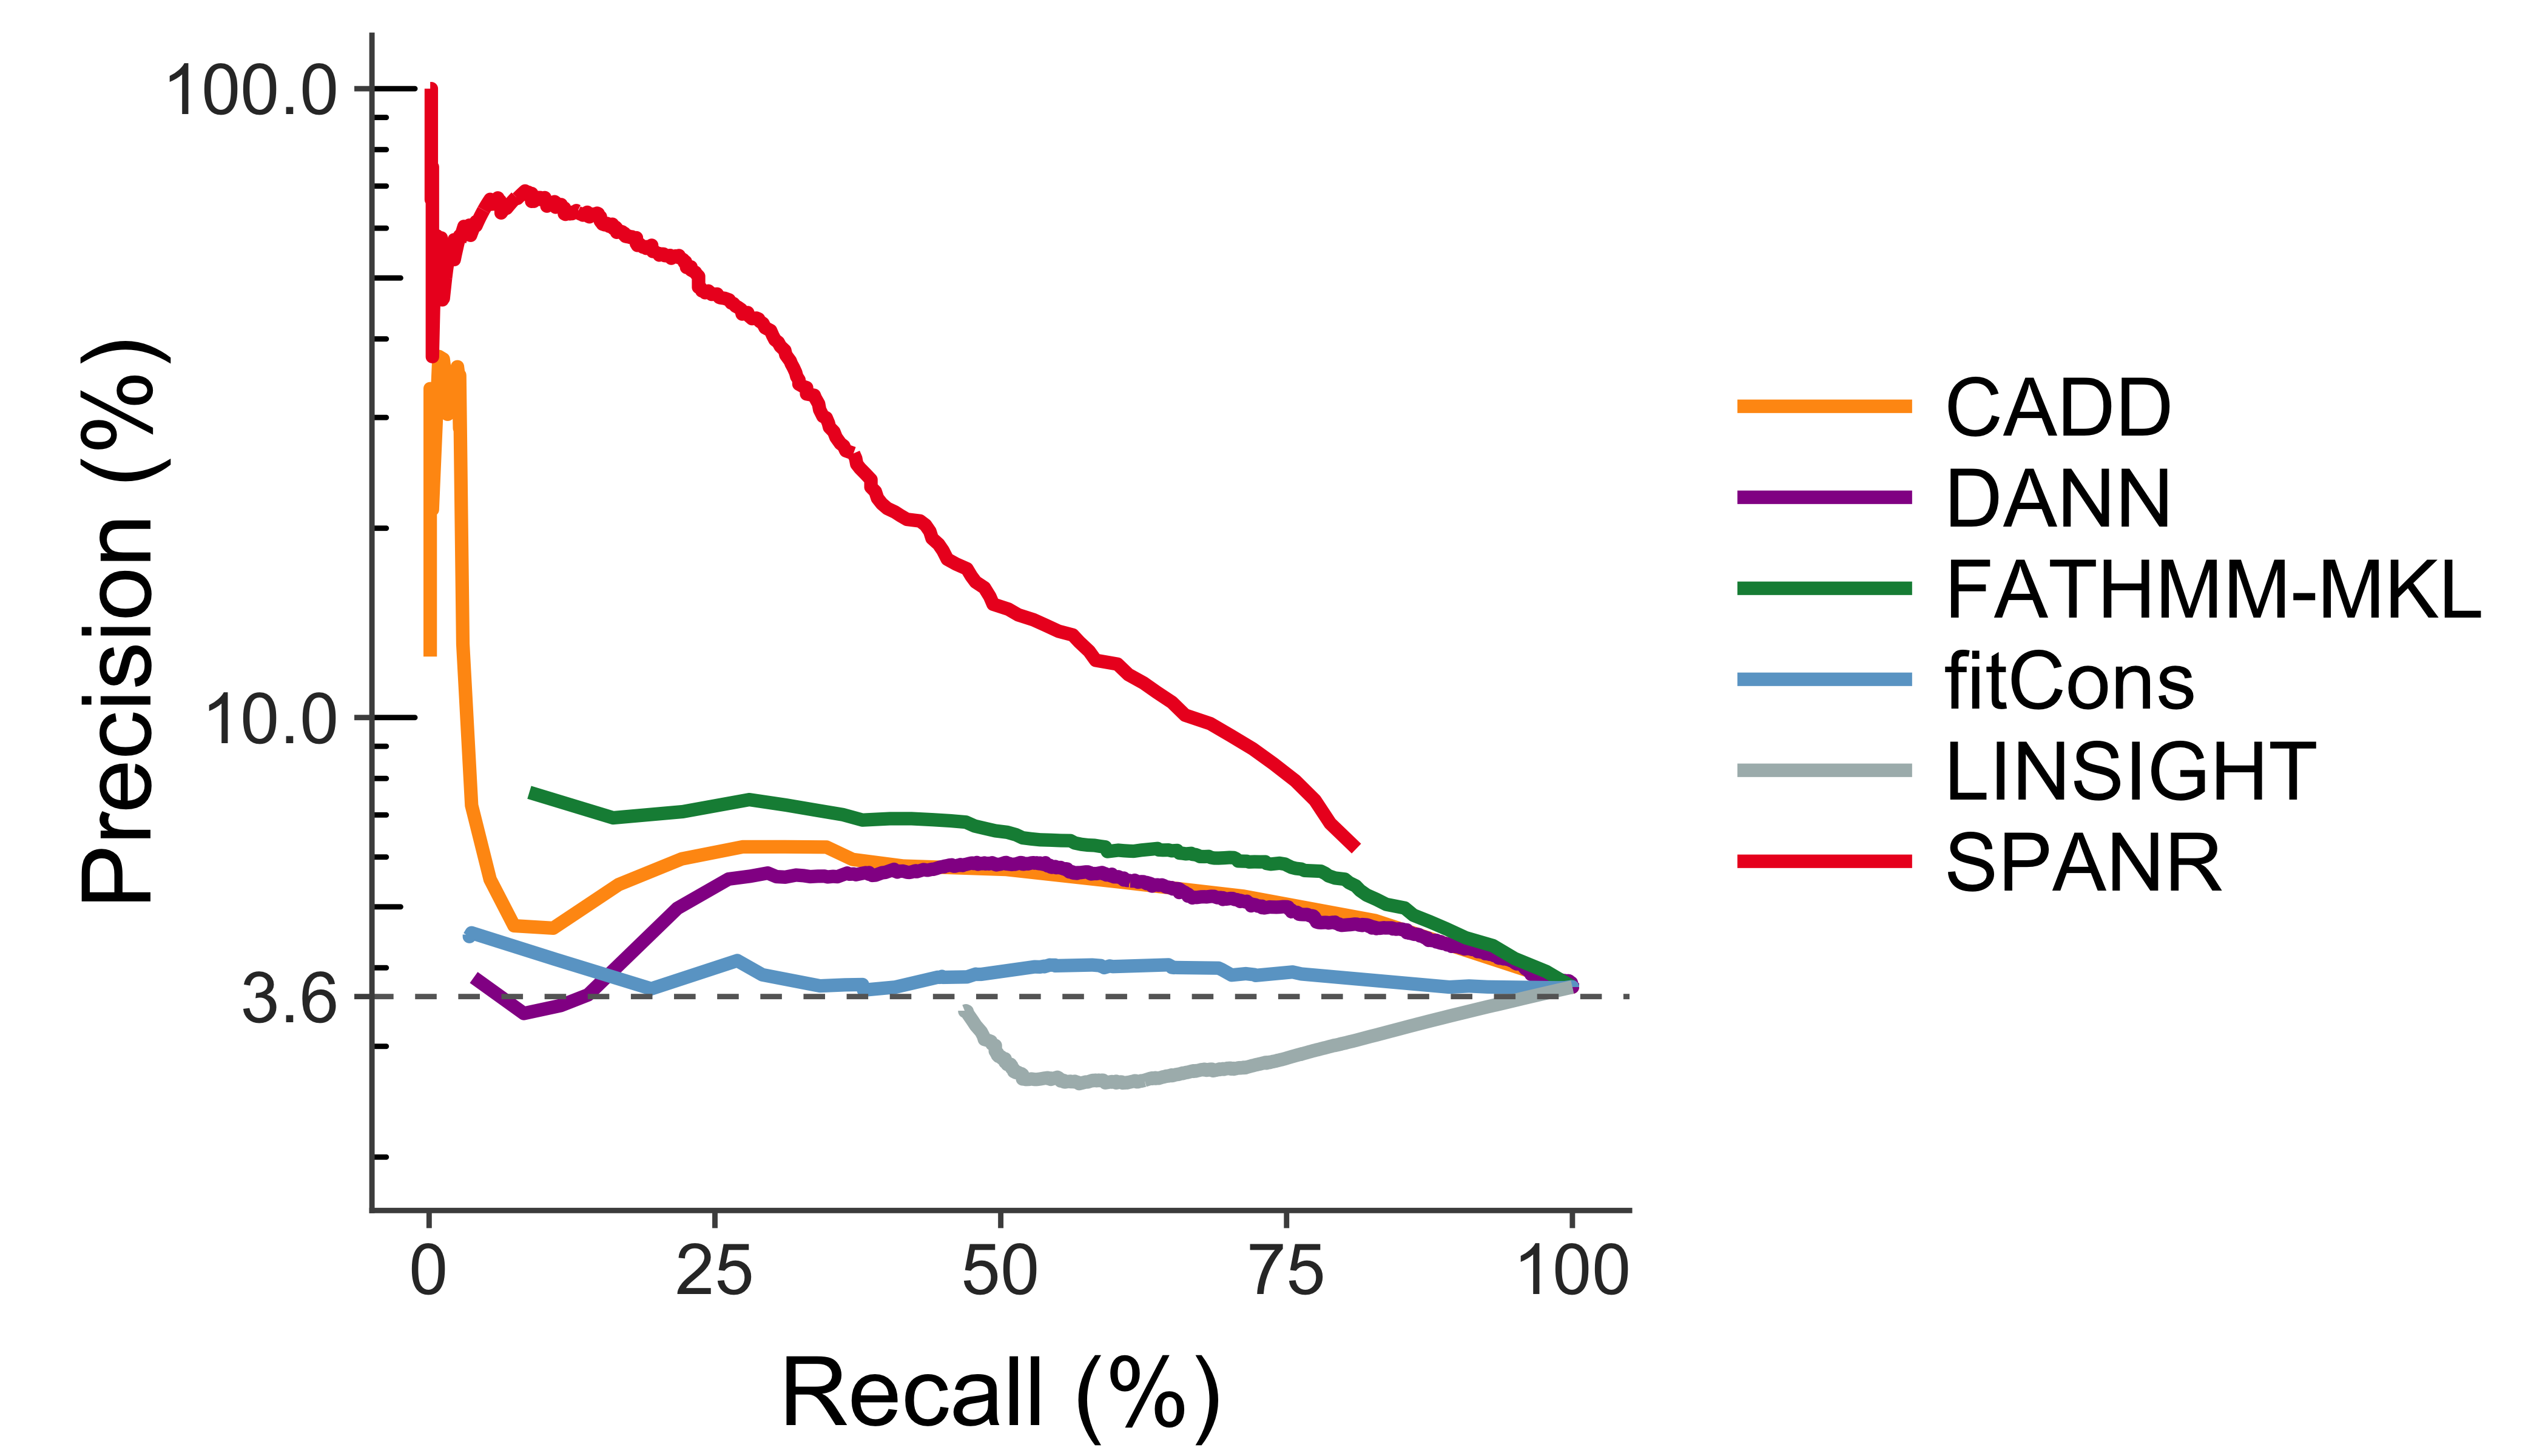 Precision (%)
100.0
10.0
3.6
0 25 50 75 100
Recall (%)
CADD
DANN
FATHMM-MKL
fitCons
LINSIGHT
SPANR